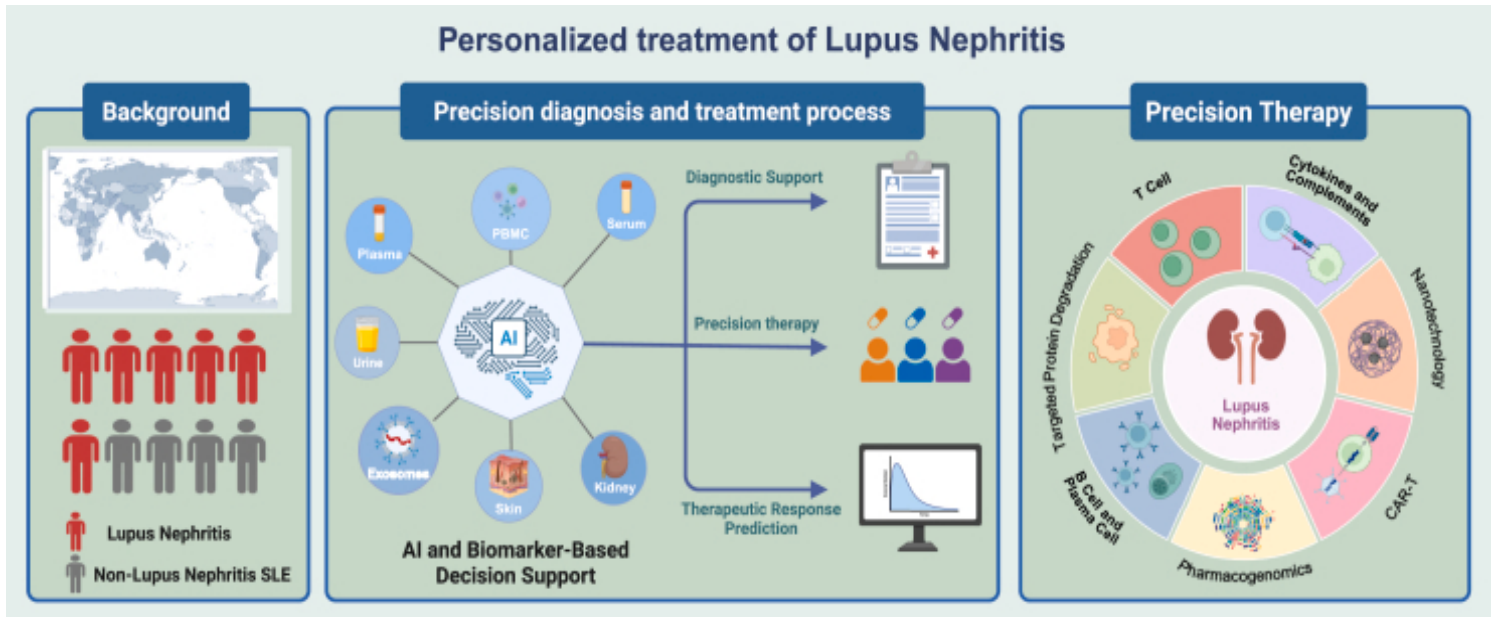 Personalized treatment of Lupus Nephritis
Background
Lupus Nephritis
Non-Lupus Nephritis SLE
Precision diagnosis and treatment process
Plasma
PBMC
Serum
Urine
AI
Exosomes
Skin
Kidney
AI and Biomarker-Based
Decision Support
Diagnostic Support
Precision therapy
Therapeutic Response
Prediction
Precision Therapy
T Cell
Cytokines and
Complements
Nanotechnology
CAR-T
Pharmacogenomics
B Cell and
Plasma Cell
Targeted Protein Degradation
Lupus
Nephritis